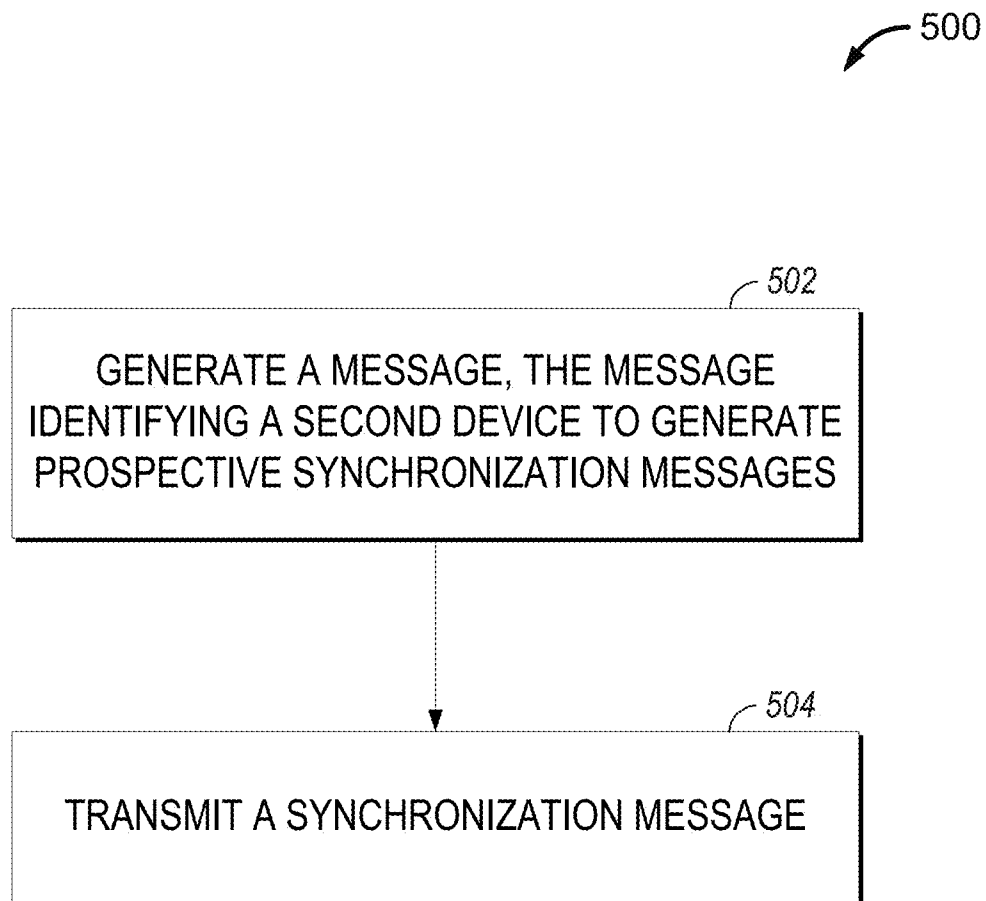 500
502
GENERATE A MESSAGE, THE MESSAGE
IDENTIFYING A SECOND DEVICE TO GENERATE
PROSPECTIVE SYNCHRONIZATION MESSAGES
504
TRANSMIT A SYNCHRONIZATION MESSAGE